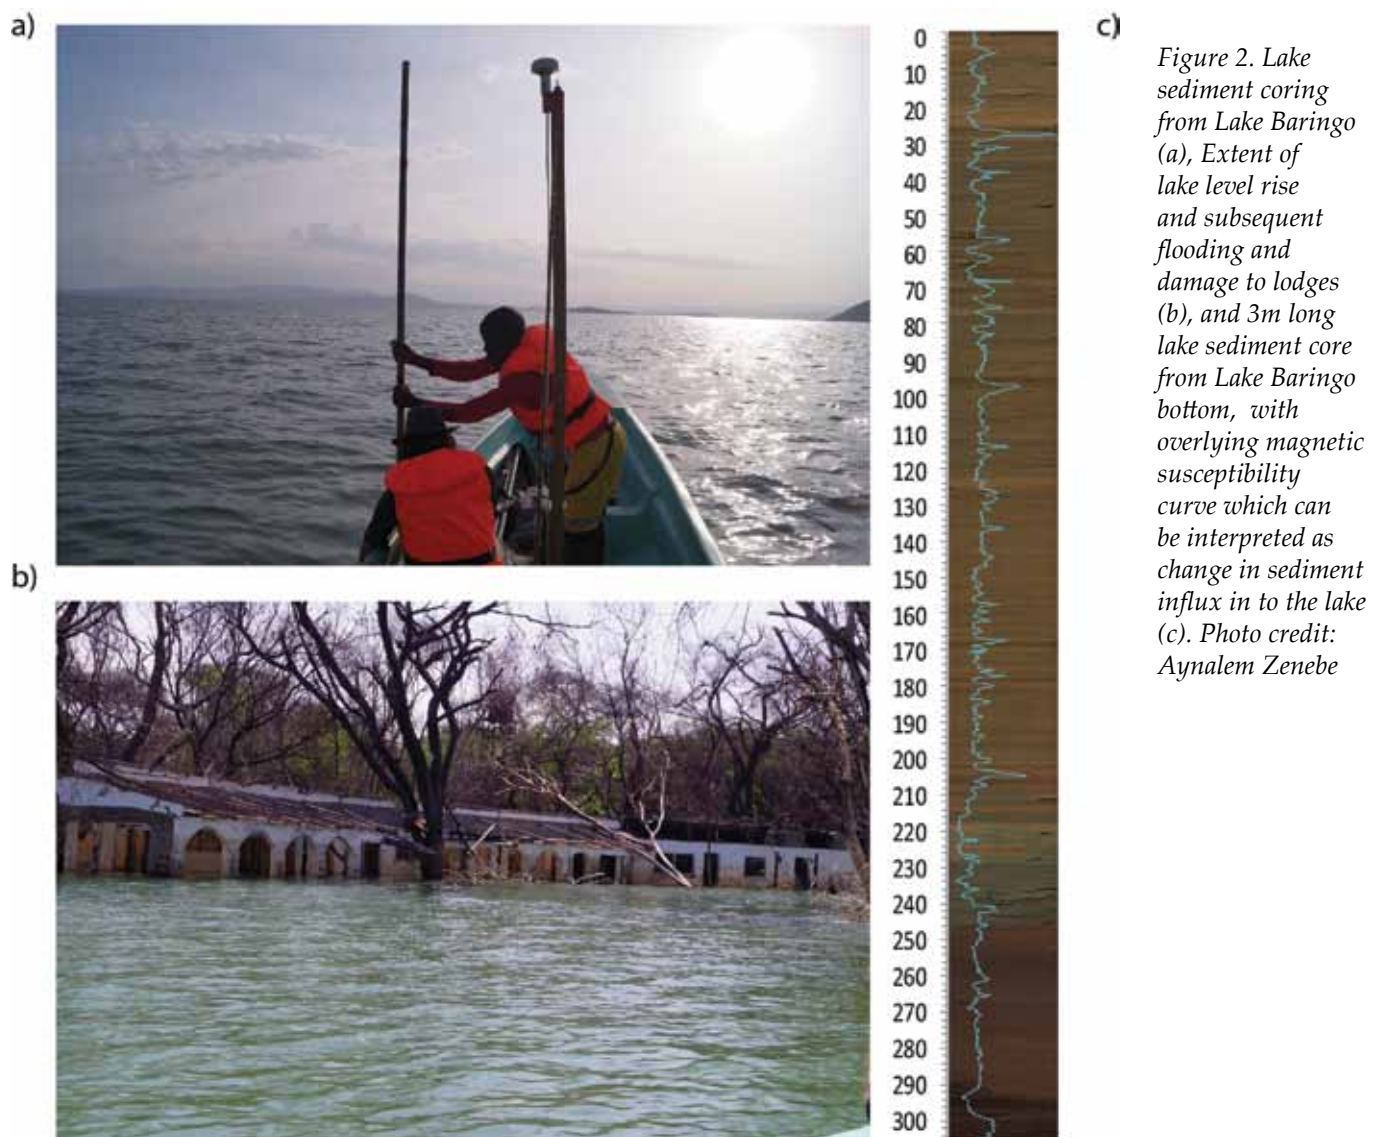 a)
b)
0
10
20
30
40
50
60
70
80
90
100
110
120
130
140
150
160
170
180
190
200
210
220
230
240
250
260
270
280
290
300
c)
Figure 2. Lake
sediment coring
from Lake Baringo
(a), Extent of
lake level rise
and subsequent
flooding and
damage to lodges
(b), and 3m long
lake sediment core
from Lake Baringo
bottom, with
overlying magnetic
susceptibility
curve which can
be interpreted as
change in sediment
influx in to the lake
(c). Photo credit:
Aynalem Zenebe